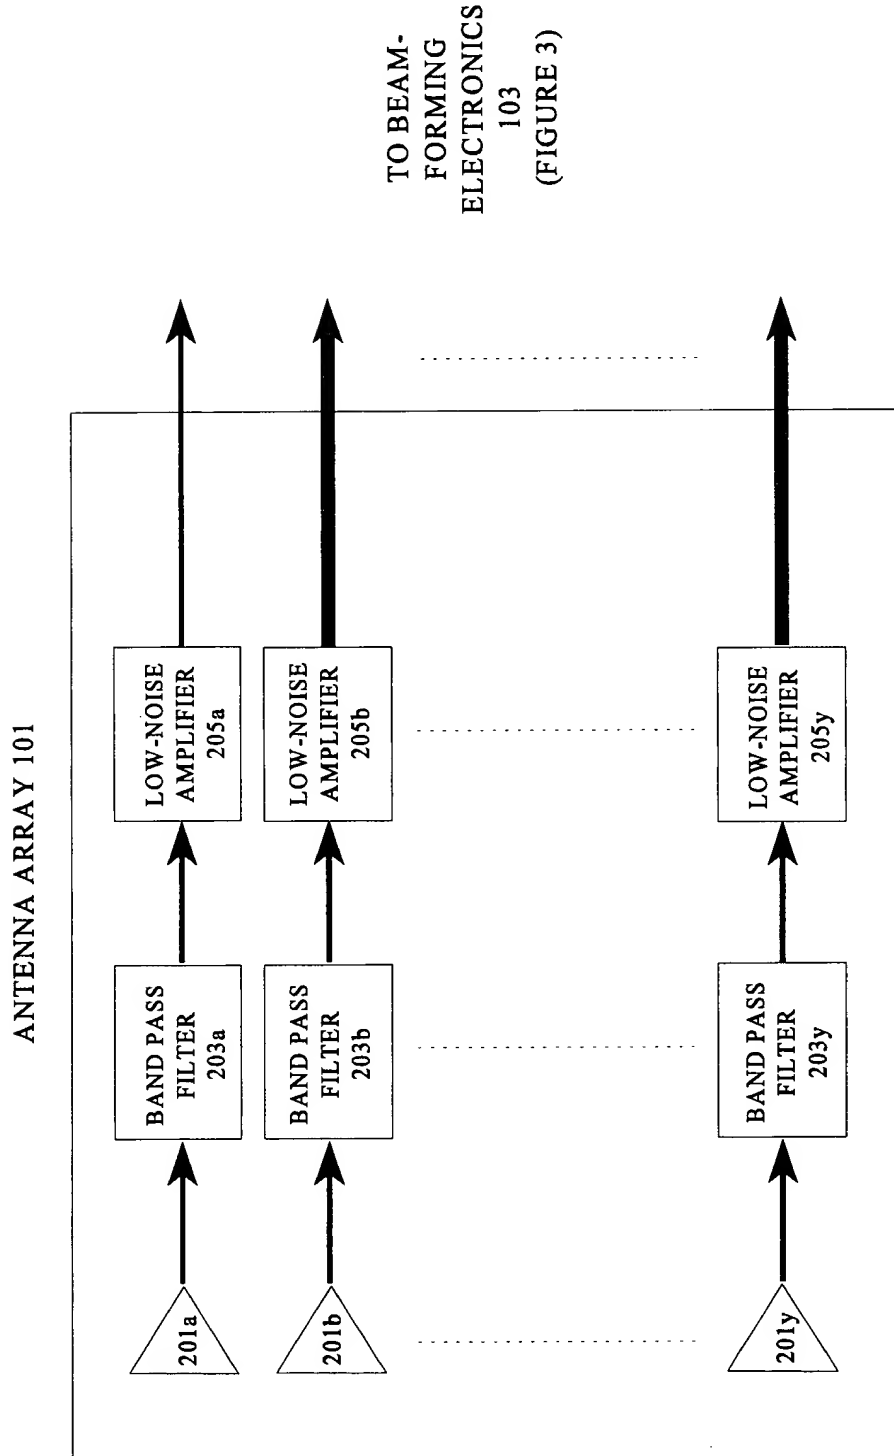 ANTENNA ARRAY 101
201a
BAND PASS
FILTER
203a
LOW-NOISE
AMPLIFIER
205a
201b
BAND PASS
FILTER
203b
LOW-NOISE
AMPLIFIER
205b
201y
BAND PASS
FILTER
203y
LOW-NOISE
AMPLIFIER
205y
TO BEAM-
FORMING
ELECTRONICS
103
(FIGURE 3)